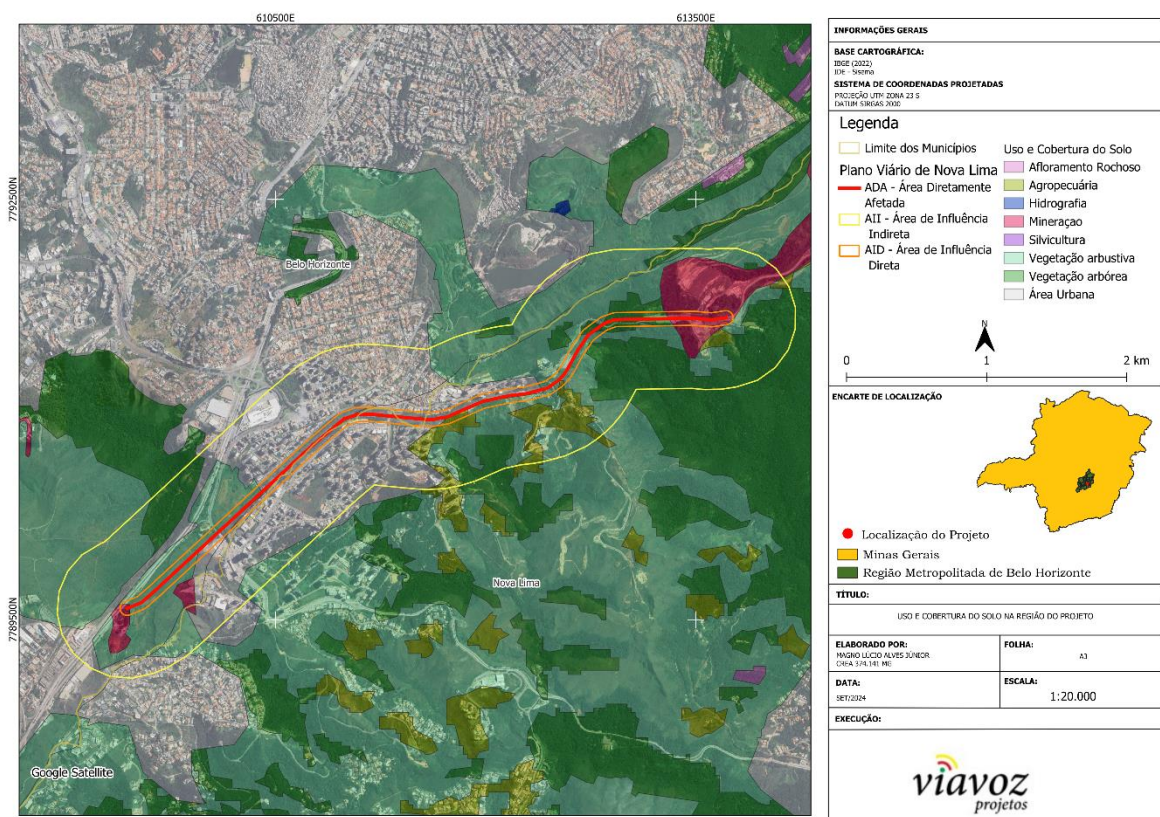 610500E
613500E
7792500N
7789500N
Belo Horizonte
Nova Lima
Google Satellite
INFORMAÇÕES GERAIS
BASE CARTOGRÁFICA:
IBGE (2022)
IDE - Sisema
SISTEMA DE COORDENADAS PROJETADAS
PROJEÇÃO UTM ZONA 23 S
DATUM SIRGAS 2000
Legenda
Limite dos Municípios
Plano Viário de Nova Lima
ADA - Área Diretamente
Afetada
AII - Área de Influência
Indireta
AID - Área de Influência
Direta
Uso e Cobertura do Solo
Afloramento Rochoso
Agropecuária
Hidrografia
Mineraçao
Silvicultura
Vegetação arbustiva
Vegetação arbórea
Área Urbana
N
0 1 2 km
ENCARTE DE LOCALIZAÇÃO
Localização do Projeto
Minas Gerais
Região Metropolitada de Belo Horizonte
TÍTULO:
USO E COBERTURA DO SOLO NA REGIÃO DO PROJETO
ELABORADO POR:
MAGNO LÚCIO ALVES JÚNIOR
CREA 374.141 MG
FOLHA:
A3
DATA:
SET/2024
ESCALA:
1:20.000
EXECUÇÃO:
viavoz
projetos